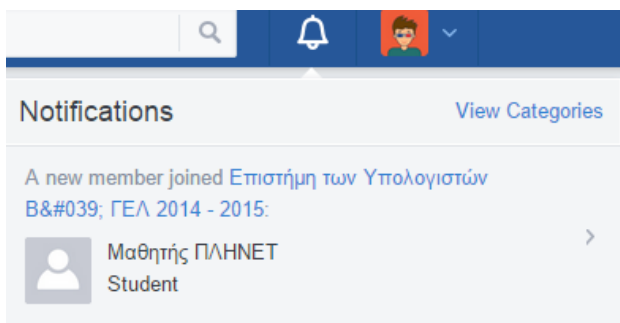 Notifications
View Categories
A new member joined Επιστήμη των Υπολογιστών
Β&#039; ΓΕΛ 2014 - 2015:
Μαθητής ΠΛΗΝΕΤ
Student